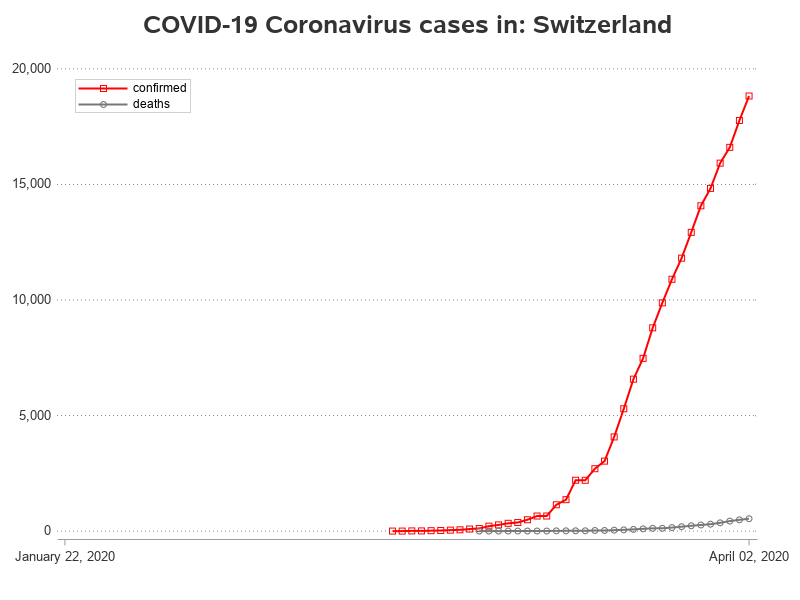 COVID-19 Coronavirus cases in: Switzerland
20,000
confirmed
deaths
15,000
10,000
5,000
0
January 22, 2020
April 02, 2020